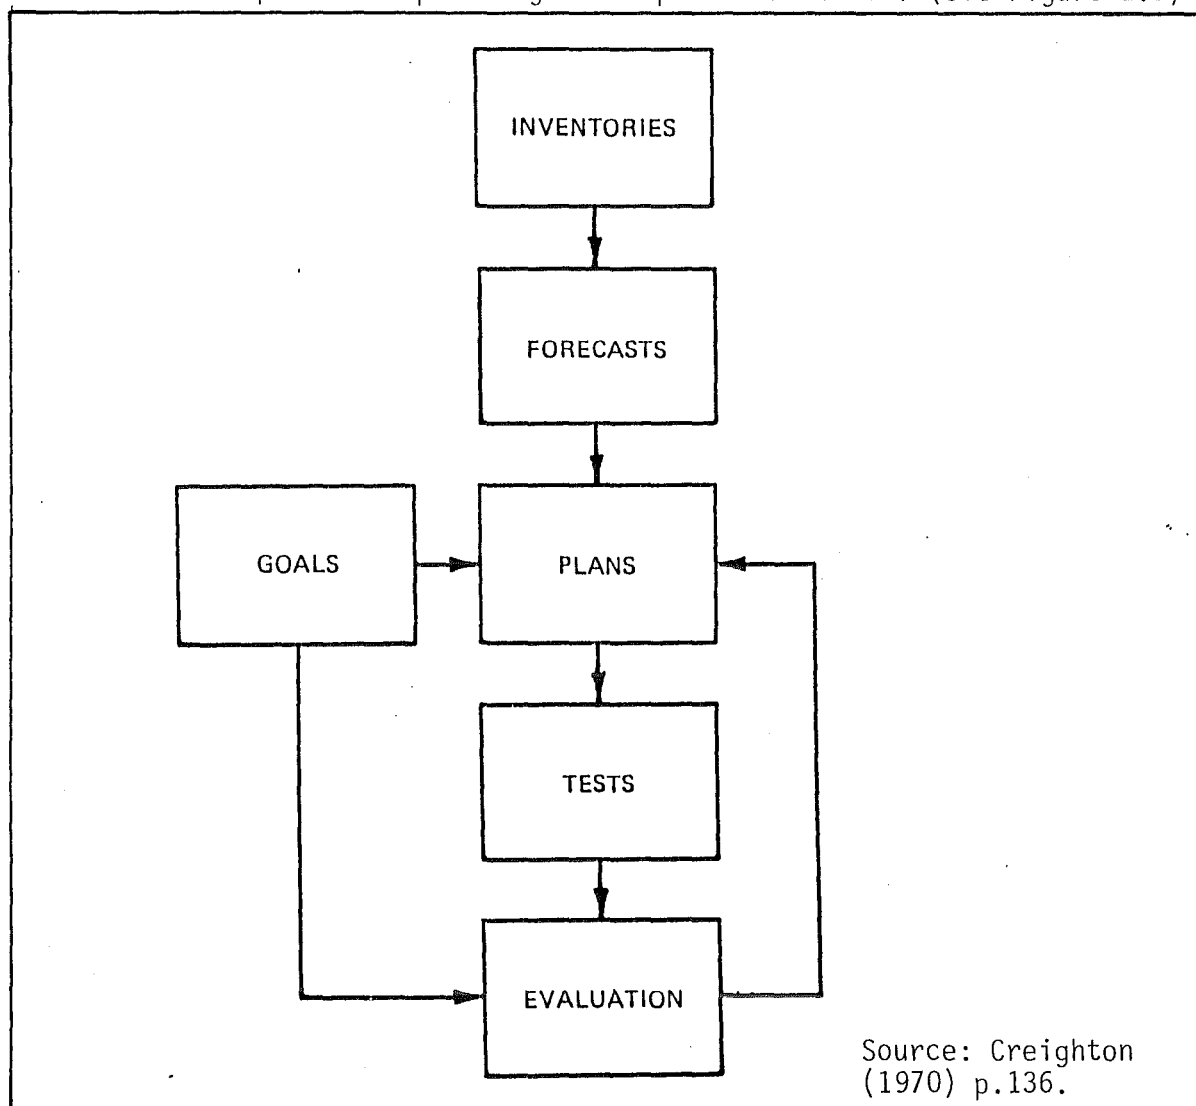 INVENTORIES
FORECASTS
GOALS
PLANS
TESTS
EVALUATION
Source: Creighton
(1970) p.136.